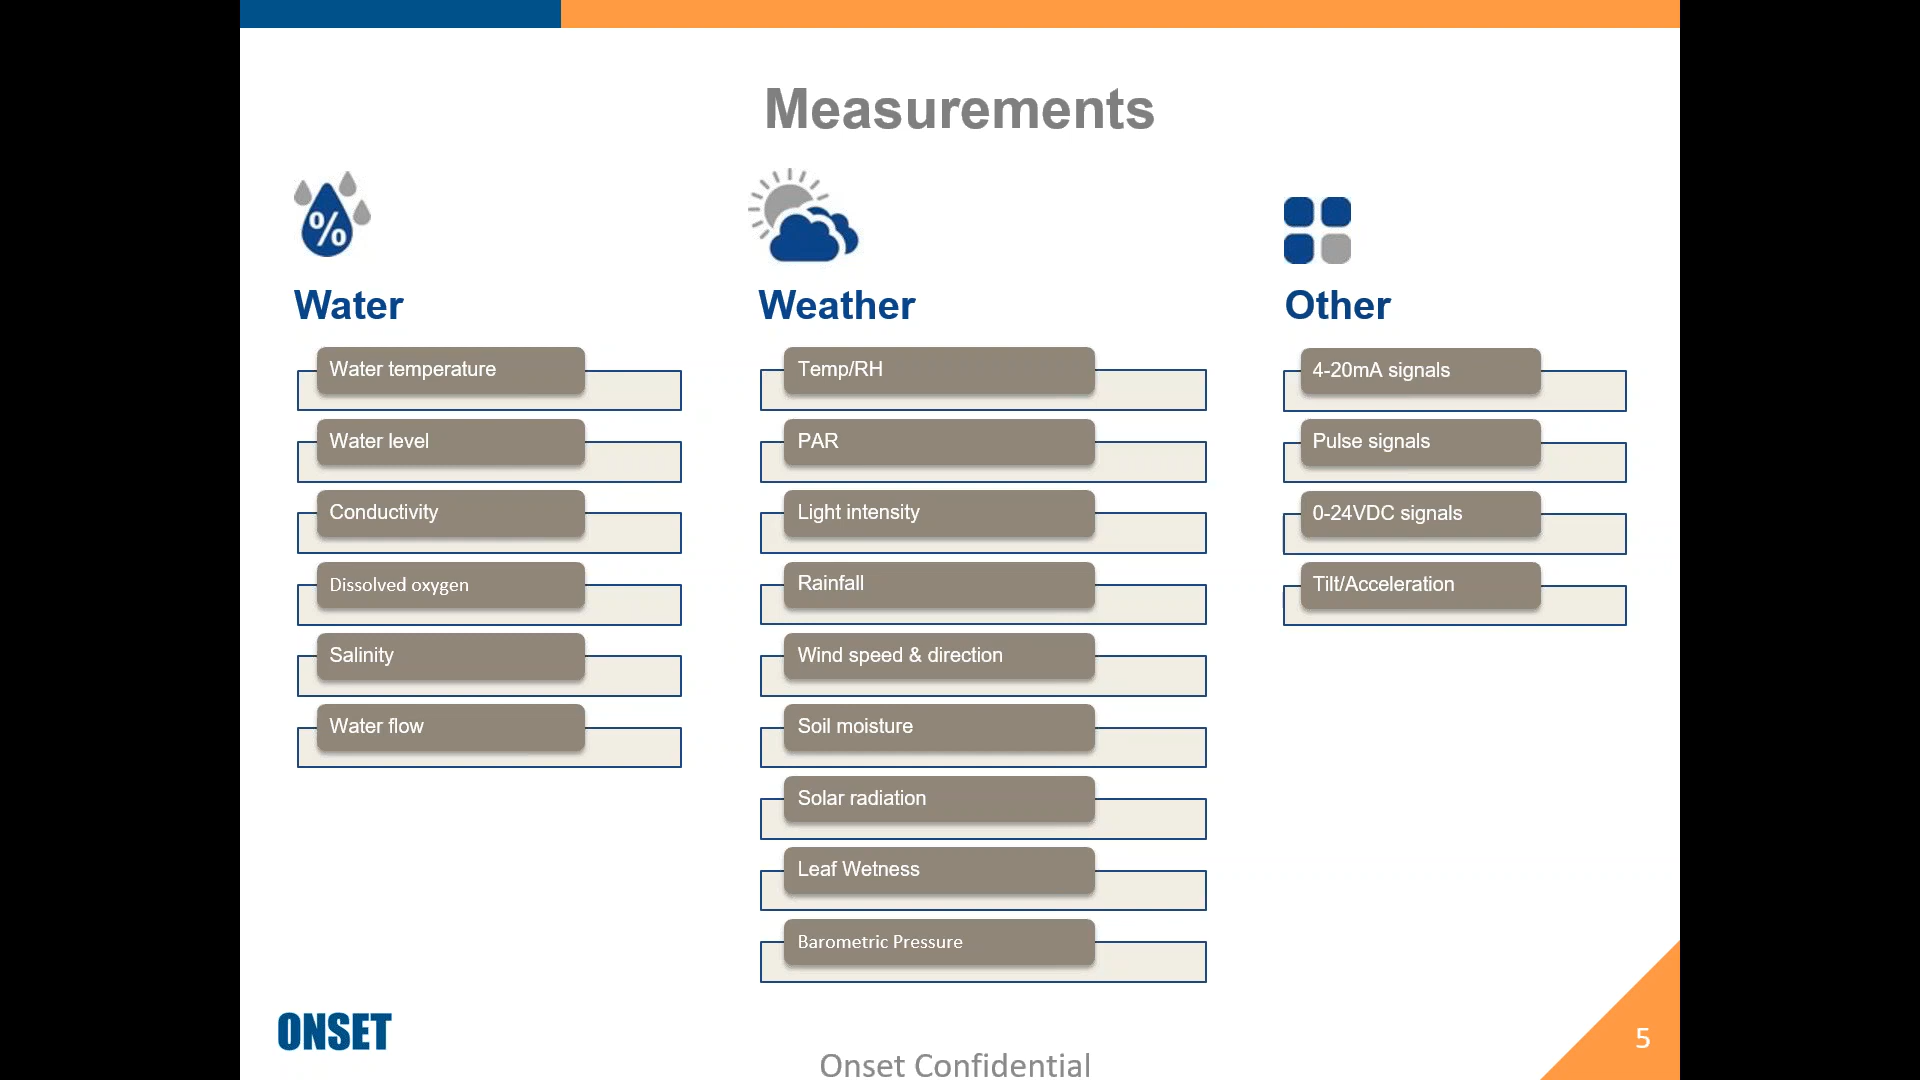 Measurements
%
Water
Water temperature
Water level
Conductivity
Dissolved oxygen
Salinity
Water flow
Weather
Temp/RH
PAR
Light intensity
Rainfall
Wind speed & direction
Soil moisture
Solar radiation
Leaf Wetness
Barometric Pressure
Other
4-20mA signals
Pulse signals
0-24VDC signals
Tilt/Acceleration
ONSET
Onset Confidential
5